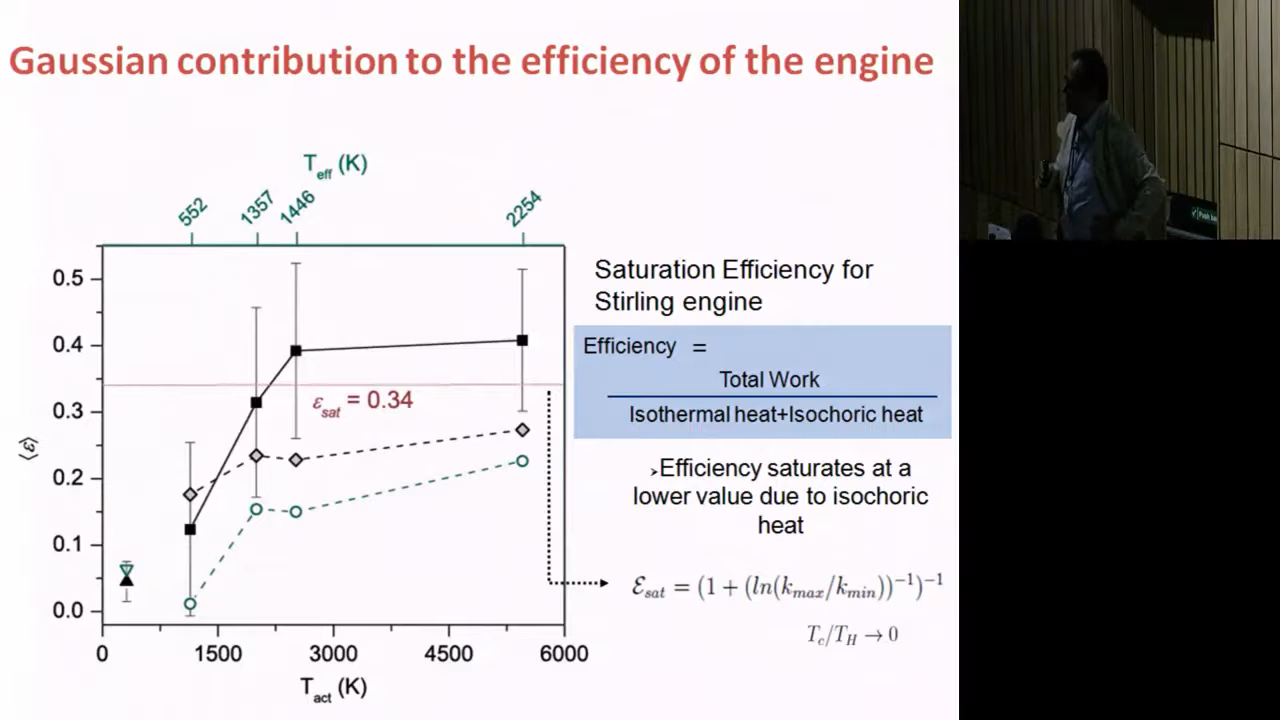 Gaussian contribution to the efficiency of the engine
T_eff (K)
552
1357
1446
2254
0.5
0.4
0.3
0.2
0.1
0.0
⟨ε⟩
ε_sat = 0.34
0
1500
3000
4500
6000
T_act (K)
Saturation Efficiency for
Stirling engine
Efficiency =
Total Work
Isothermal heat+Isochoric heat
➢Efficiency saturates at a
lower value due to isochoric
heat
ℰ_sat = (1 + (ln(k_max/k_min))^−1)^−1
T_c/T_H → 0